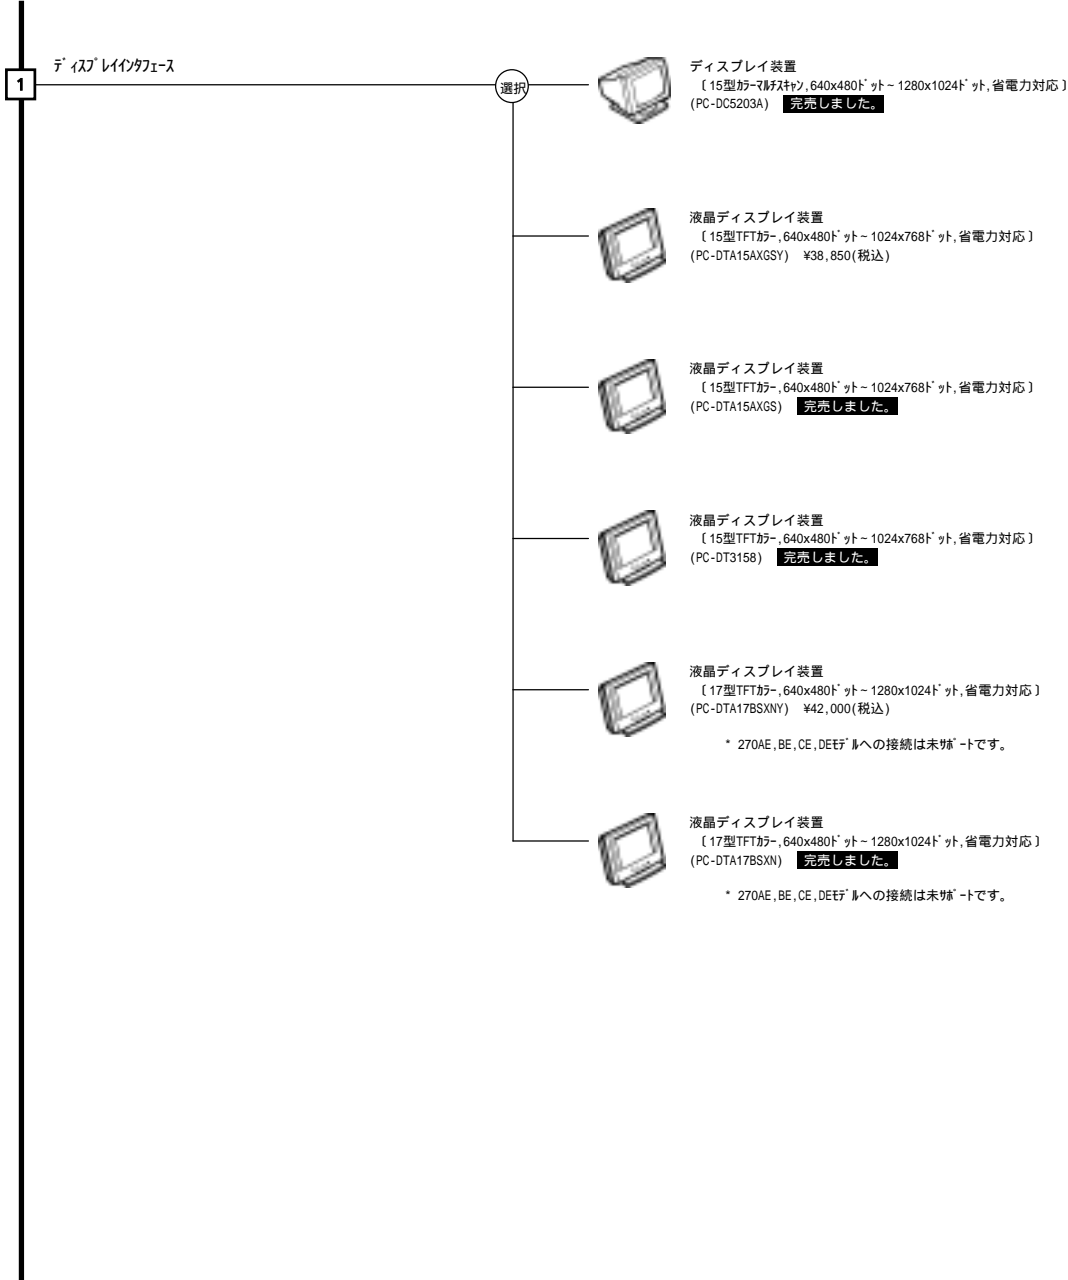 ﾃﾞｨｽﾌﾟﾚｲｲﾝﾀﾌｪｰｽ
1
選択
ディスプレイ装置
〔15型ｶﾗｰﾏﾙﾁｽｷｬﾝ,640x480ﾄﾞｯﾄ~1280x1024ﾄﾞｯﾄ,省電力対応〕
(PC-DC5203A) 完売しました。
液晶ディスプレイ装置
〔15型TFTｶﾗｰ,640x480ﾄﾞｯﾄ~1024x768ﾄﾞｯﾄ,省電力対応〕
(PC-DTA15AXGSY) ¥38,850(税込)
液晶ディスプレイ装置
〔15型TFTｶﾗｰ,640x480ﾄﾞｯﾄ~1024x768ﾄﾞｯﾄ,省電力対応〕
(PC-DTA15AXGS) 完売しました。
液晶ディスプレイ装置
〔15型TFTｶﾗｰ,640x480ﾄﾞｯﾄ~1024x768ﾄﾞｯﾄ,省電力対応〕
(PC-DT3158) 完売しました。
液晶ディスプレイ装置
〔17型TFTｶﾗｰ,640x480ﾄﾞｯﾄ~1280x1024ﾄﾞｯﾄ,省電力対応〕
(PC-DTA17BSXNY) ¥42,000(税込)
* 270AE,BE,CE,DEﾓﾃﾞﾙへの接続は未ｻﾎﾟｰﾄです。
液晶ディスプレイ装置
〔17型TFTｶﾗｰ,640x480ﾄﾞｯﾄ~1280x1024ﾄﾞｯﾄ,省電力対応〕
(PC-DTA17BSXN) 完売しました。
* 270AE,BE,CE,DEﾓﾃﾞﾙへの接続は未ｻﾎﾟｰﾄです。